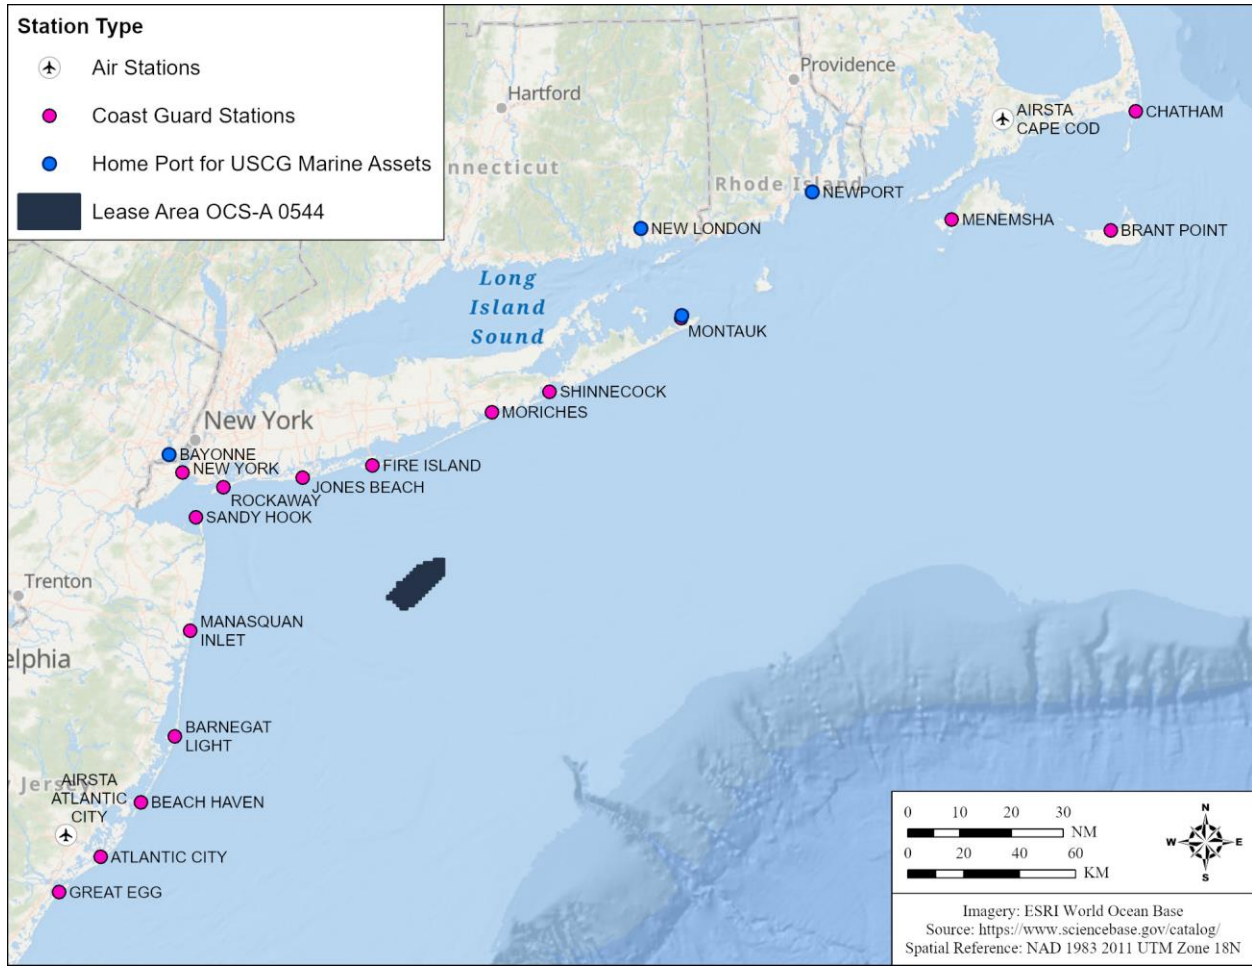 Station Type
Air Stations
Coast Guard Stations
Home Port for USCG Marine Assets
Lease Area OCS-A 0544
Providence
Hartford
AIRSTA
CAPE COD
CHATHAM
nnecticut
Rhode Island
NEWPORT
MENEMSHA
BRANT POINT
NEW LONDON
Long
Island
Sound
MONTAUK
SHINNECOCK
MORICHES
New York
BAYONNE
NEW YORK
FIRE ISLAND
JONES BEACH
ROCKAWAY
SANDY HOOK
Trenton
MANASQUAN
INLET
elphia
BARNEGAT
LIGHT
Jersey
AIRSTA
ATLANTIC
CITY
BEACH HAVEN
ATLANTIC CITY
GREAT EGG
0 10 20 30
NM
0 20 40 60
KM
N
W E
S
Imagery: ESRI World Ocean Base
Source: https://www.sciencebase.gov/catalog/
Spatial Reference: NAD 1983 2011 UTM Zone 18N